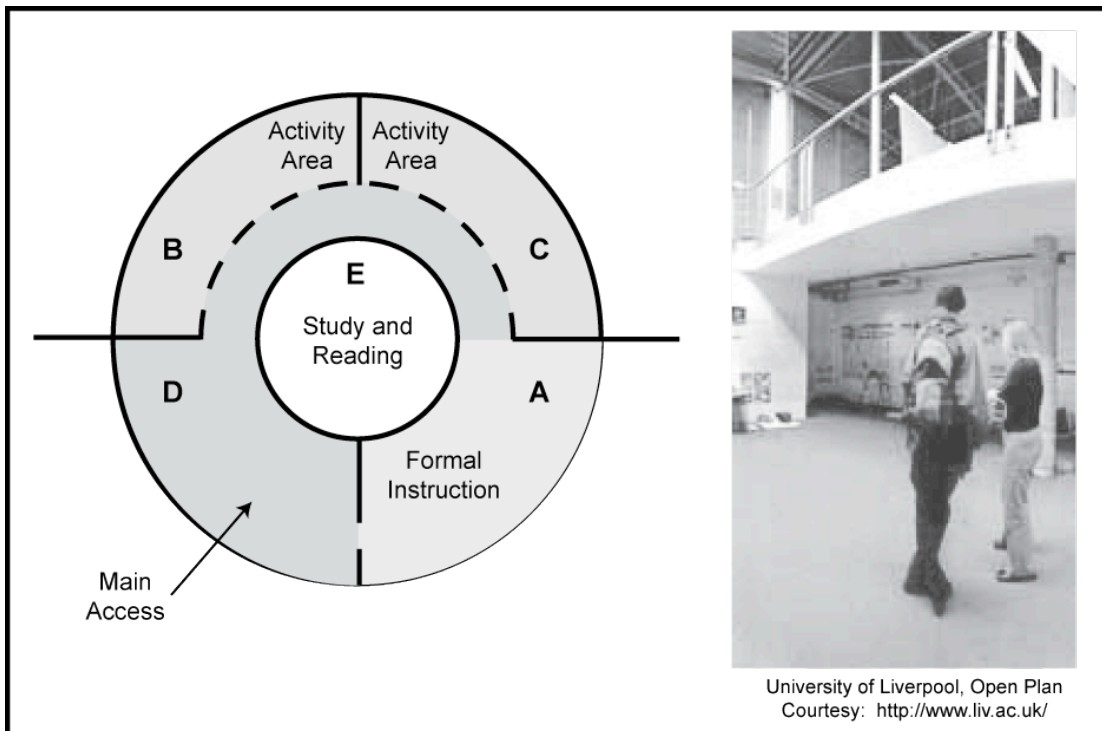 Activity
Area
Activity
Area
B
C
E
Study and
Reading
D
A
Formal
Instruction
Main
Access
University of Liverpool, Open Plan
Courtesy: http://www.liv.ac.uk/